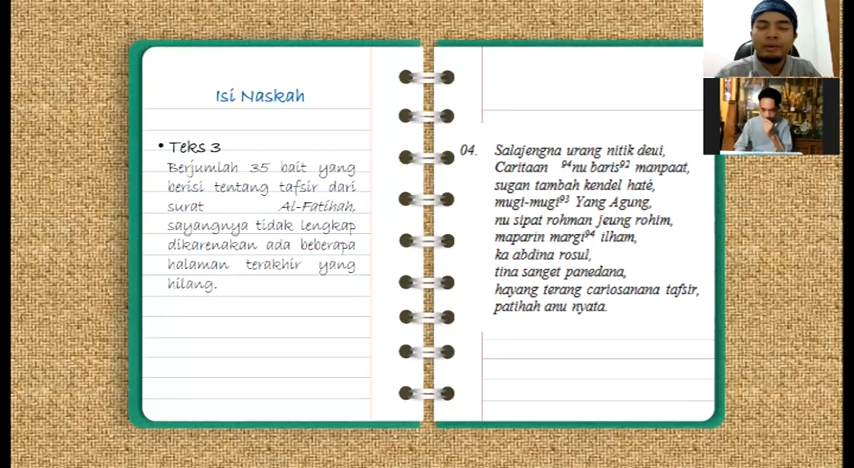 Isi Naskah
• Teks 3
Berjumlah 35 bait yang
berisi tentang tafsir dari
surat Al-Fatihah,
sayangnya tidak lengkap
dikarenakan ada beberapa
halaman terakhir yang
hilang.
04. Salajengna urang nitik deui,
Caritaan ⁹⁴nu baris⁹² manpaat,
sugan tambah kendel haté,
mugi-mugi⁹³ Yang Agung,
nu sipat rohman jeung rohim,
maparin margi⁹⁴ ilham,
ka abdina rosul,
tina sanget panedana,
hayang terang cariosanana tafsir,
patihah anu nyata.